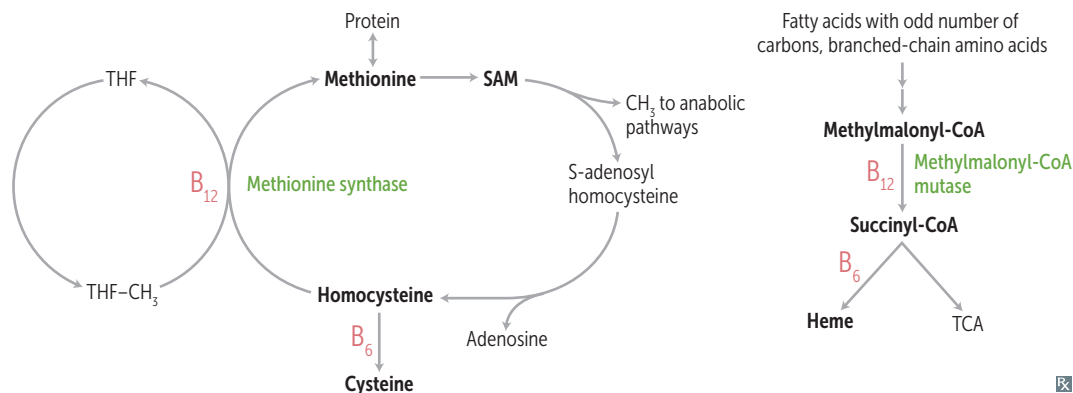 Protein
THF
Methionine
SAM
CH₃ to anabolic
pathways
B₁₂
Methionine synthase
S-adenosyl
homocysteine
THF–CH₃
Homocysteine
Adenosine
B₆
Cysteine
Fatty acids with odd number of
carbons, branched-chain amino acids
Methylmalonyl-CoA
B₁₂
Methylmalonyl-CoA
mutase
Succinyl-CoA
B₆
Heme
TCA
Rx